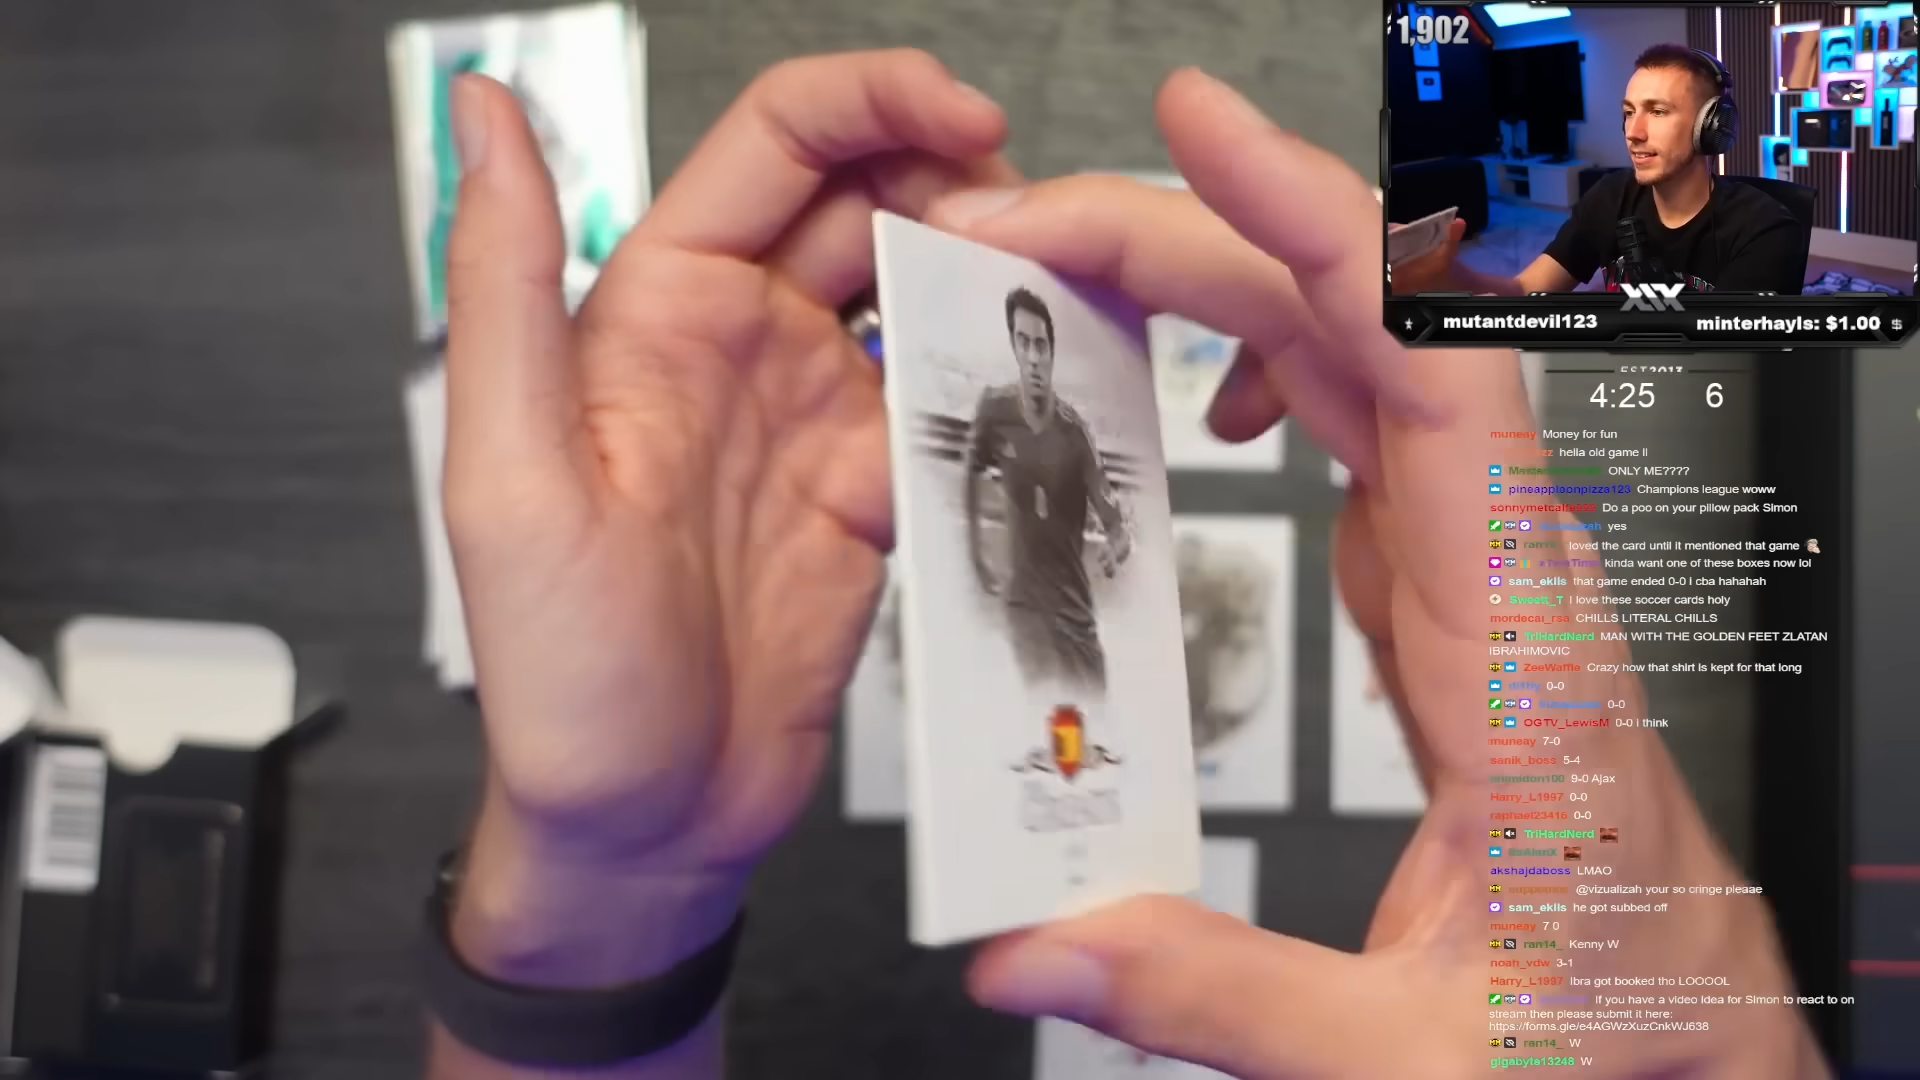 1,902
XIX
mutantdevil123
minterhayls: $1.00
EST2013
4:25 6
muneay Money for fun
hella old game ll
ONLY ME????
pineappleonpizza123 Champions league woww
Do a poo on your pillow pack Simon
yes
loved the card until it mentioned that game
kinda want one of these boxes now lol
sam_eklls that game ended 0-0 i cba hahahah
Sweett_T I love these soccer cards holy
mordecai_rsa CHILLS LITERAL CHILLS
TriHardNerd MAN WITH THE GOLDEN FEET ZLATAN
IBRAHIMOVIC
ZeeWaffle Crazy how that shirt is kept for that long
0-0
0-0
OGTV_LewisM 0-0 i think
muneay 7-0
sanik_boss 5-4
9-0 Ajax
Harry_L1997 0-0
raphael23416 0-0
TriHardNerd
akshajdaboss LMAO
@vizualizah your so cringe pleaae
sam_eklls he got subbed off
muneay 7 0
ran14_ Kenny W
noah_vdw 3-1
Harry_L1997 Ibra got booked tho LOOOOL
If you have a video idea for Simon to react to on
stream then please submit it here:
https://forms.gle/e4AGWzXuzCnkWJ638
ran14_ W
gigabyte13248 W